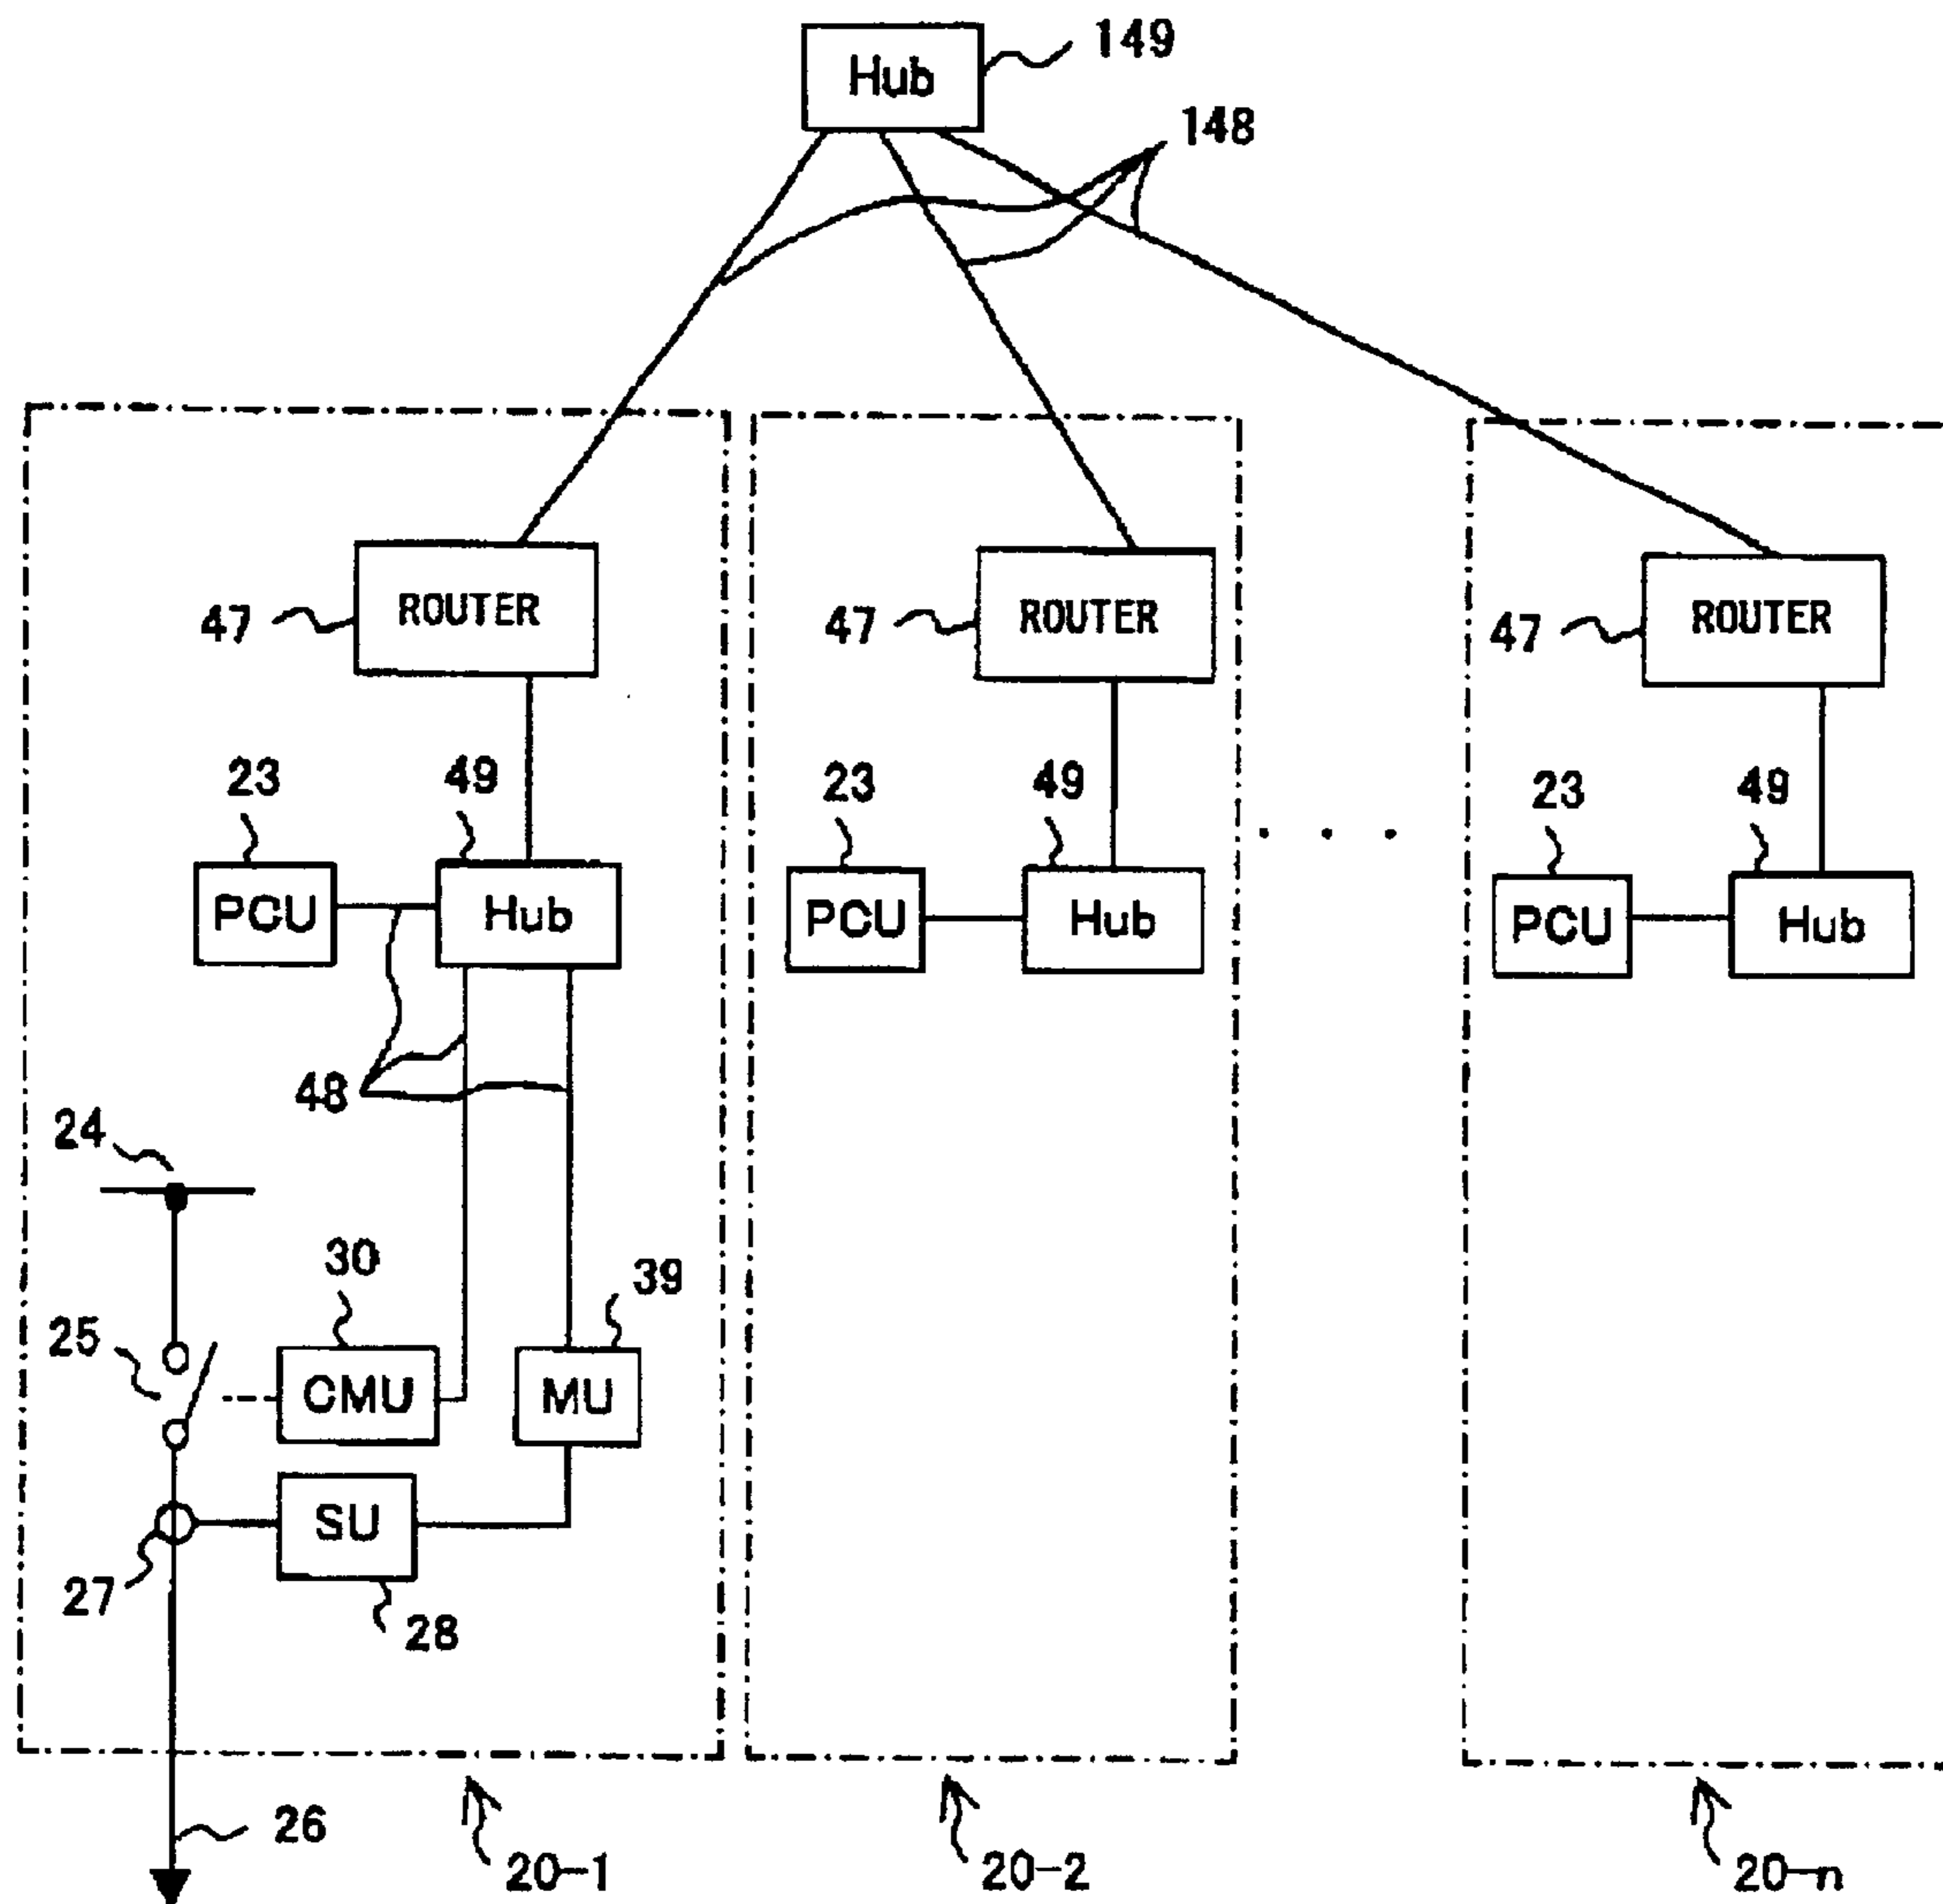 Hub
149
148
ROUTER
47
ROUTER
47
ROUTER
47
23
49
PCU
Hub
23
49
PCU
Hub
. . .
23
49
PCU
Hub
48
24
30
39
25
CMU
MU
SU
27
28
26
20-1
20-2
20-n